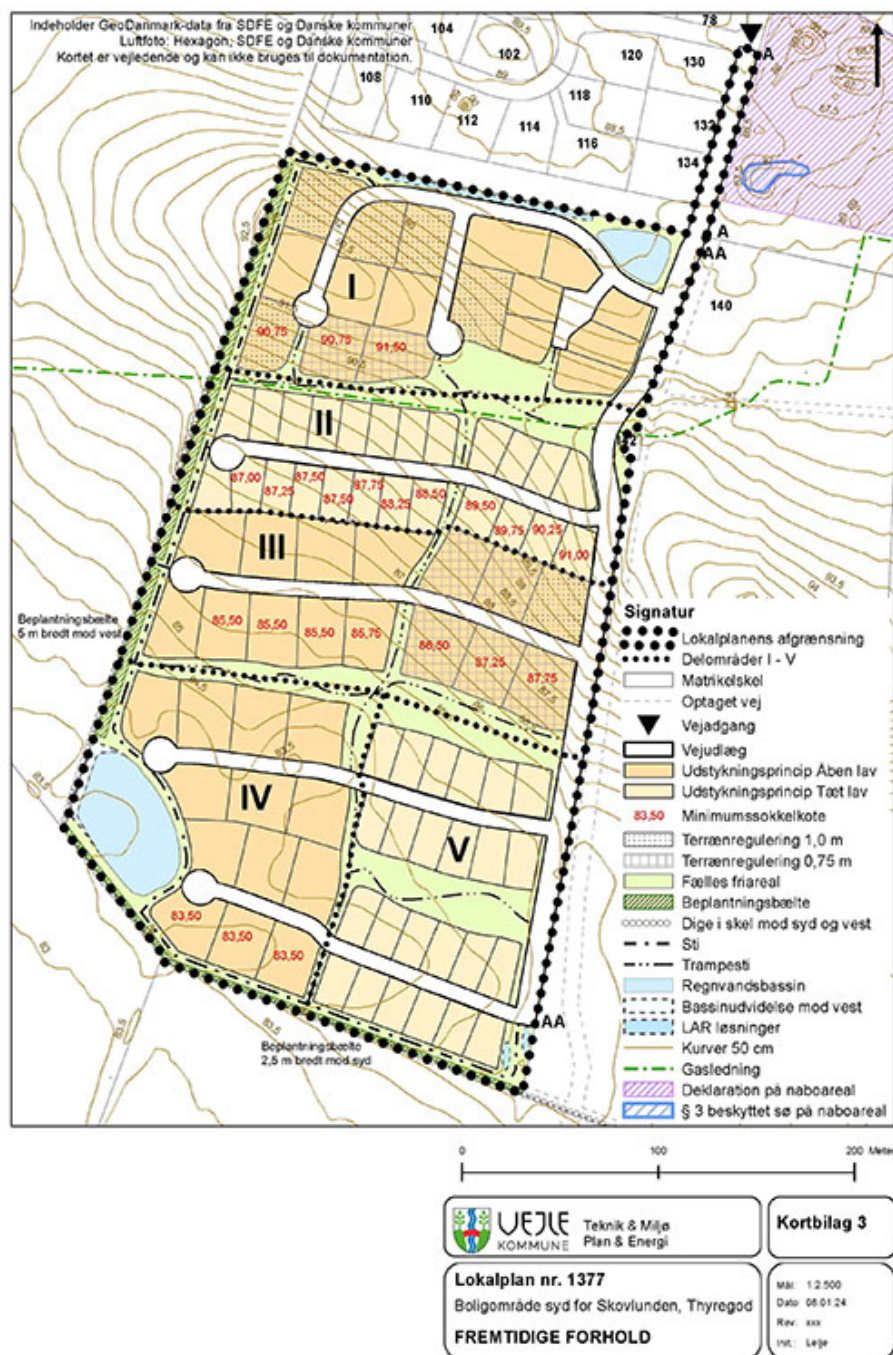 Indeholder GeoDanmark-data fra SDFE og Danske kommuner
Luftfoto: Hexagon, SDFE og Danske kommuner
Kortet er vejledende og kan ikke bruges til dokumentation.
78
104
102
120
130
108
118
110
112
114
116
132
134
A
A
AA
140
92,5
I
90,75
90,75
91,50
II
87,00
87,25
87,50
87,50
87,75
88,25
88,50
89,50
89,75
90,25
91,00
III
85,50
85,50
85,50
85,75
86,50
87,25
87,75
Beplantningsbælte
5 m bredt mod vest
IV
V
83,50
83,50
83,50
AA
Beplantningsbælte
2,5 m bredt mod syd
Signatur
Lokalplanens afgrænsning
Delområder I - V
Matrikelskel
Optaget vej
Vejadgang
Vejudlæg
Udstykningsprincip Åben lav
Udstykningsprincip Tæt lav
83,50 Minimumssokkelkote
Terrænregulering 1,0 m
Terrænregulering 0,75 m
Fælles friareal
Beplantningsbælte
Dige i skel mod syd og vest
Sti
Trampesti
Regnvandsbassin
Bassinudvidelse mod vest
LAR løsninger
Kurver 50 cm
Gasledning
Deklaration på naboareal
§ 3 beskyttet sø på naboareal
0 100 200 Meter
VEJLE
KOMMUNE
Teknik & Miljø
Plan & Energi
Kortbilag 3
Lokalplan nr. 1377
Boligområde syd for Skovlunden, Thyregod
FREMTIDIGE FORHOLD
Mål: 1:2.500
Dato: 08.01.24
Rev: xxx
Init.: Lelje